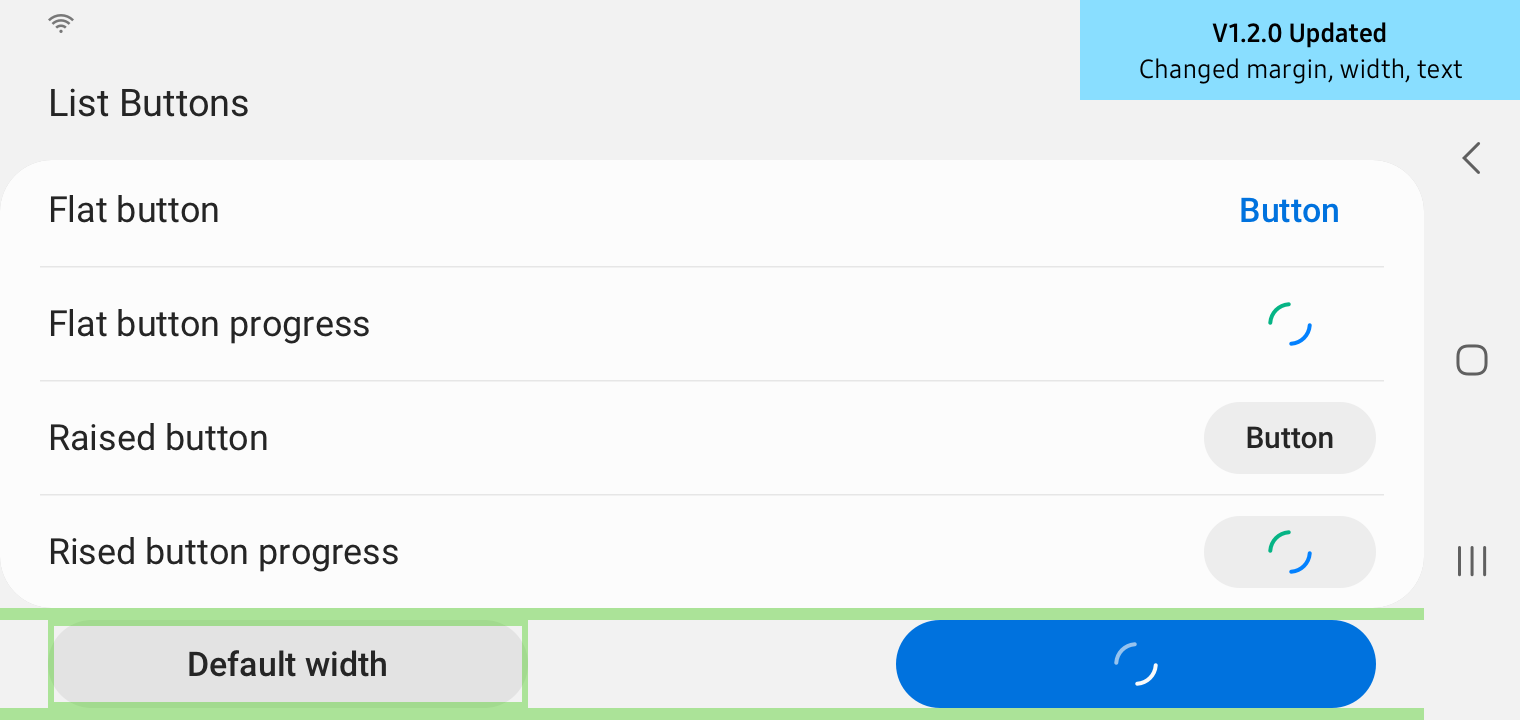 V1.2.0 Updated
Changed margin, width, text
List Buttons
Flat button
Button
Flat button progress
Raised button
Button
Rised button progress
Default width